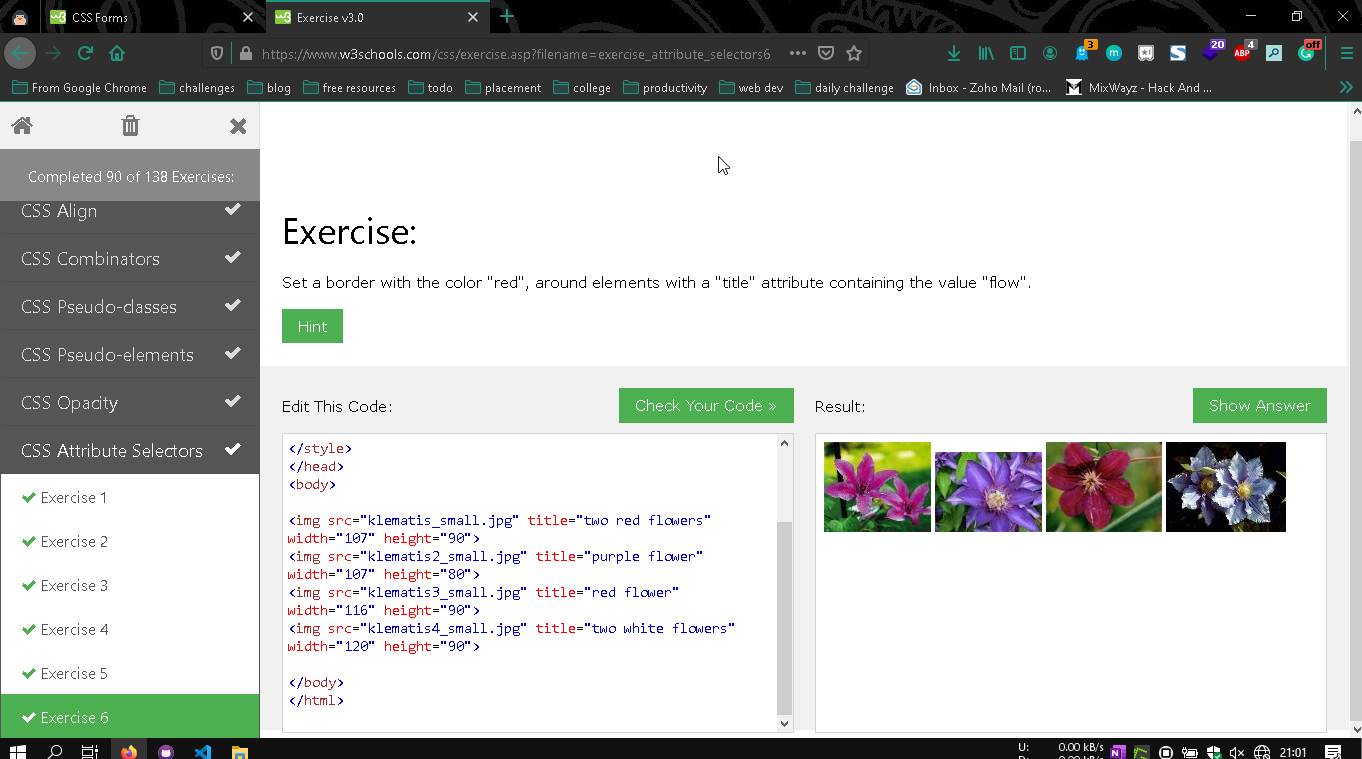 CSS Forms
Exercise v3.0
https://www.w3schools.com/css/exercise.asp?filename=exercise_attribute_selectors6
3
20
4
off
ABP
From Google Chrome
challenges
blog
free resources
todo
placement
college
productivity
web dev
daily challenge
Inbox - Zoho Mail (ro...
MixWayz - Hack And ...
Completed 90 of 138 Exercises:
CSS Align
CSS Combinators
CSS Pseudo-classes
CSS Pseudo-elements
CSS Opacity
CSS Attribute Selectors
Exercise 1
Exercise 2
Exercise 3
Exercise 4
Exercise 5
Exercise 6
Exercise:
Set a border with the color "red", around elements with a "title" attribute containing the value "flow".
Hint
Edit This Code:
Check Your Code »
Result:
Show Answer
</style>
</head>
<body>
<img src="klematis_small.jpg" title="two red flowers"
width="107" height="90">
<img src="klematis2_small.jpg" title="purple flower"
width="107" height="80">
<img src="klematis3_small.jpg" title="red flower"
width="116" height="90">
<img src="klematis4_small.jpg" title="two white flowers"
width="120" height="90">
</body>
</html>
U: 0.00 kB/s
21:01